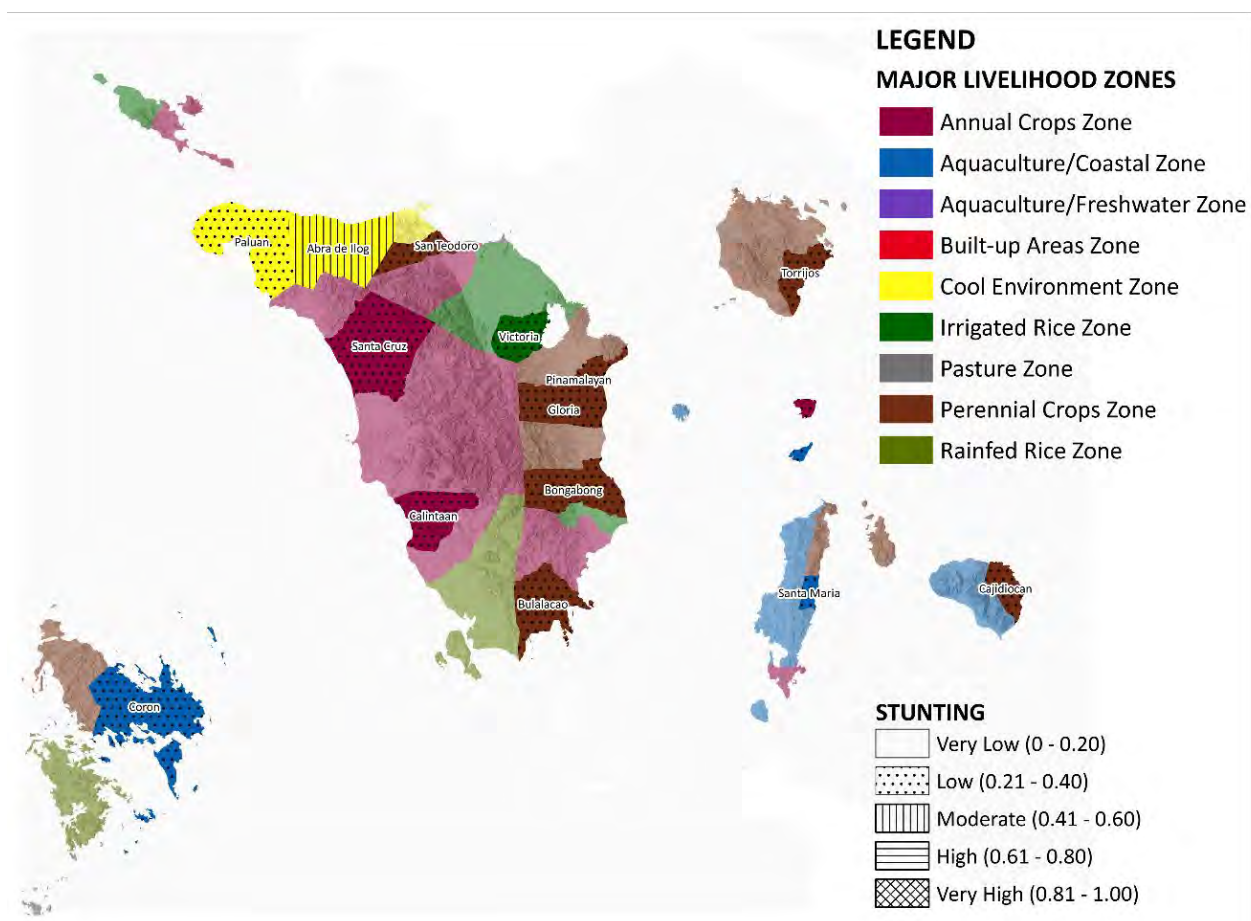 LEGEND
MAJOR LIVELIHOOD ZONES
Annual Crops Zone
Aquaculture/Coastal Zone
Aquaculture/Freshwater Zone
Built-up Areas Zone
Cool Environment Zone
Irrigated Rice Zone
Pasture Zone
Perennial Crops Zone
Rainfed Rice Zone
Paluan
Abra de Ilog
San Teodoro
Torrijos
Victoria
Santa Cruz
Pinamalayan
Gloria
Bongabong
Calintaan
Bulalacao
Santa Maria
Cajidiocan
Coron
STUNTING
Very Low (0 - 0.20)
Low (0.21 - 0.40)
Moderate (0.41 - 0.60)
High (0.61 - 0.80)
Very High (0.81 - 1.00)